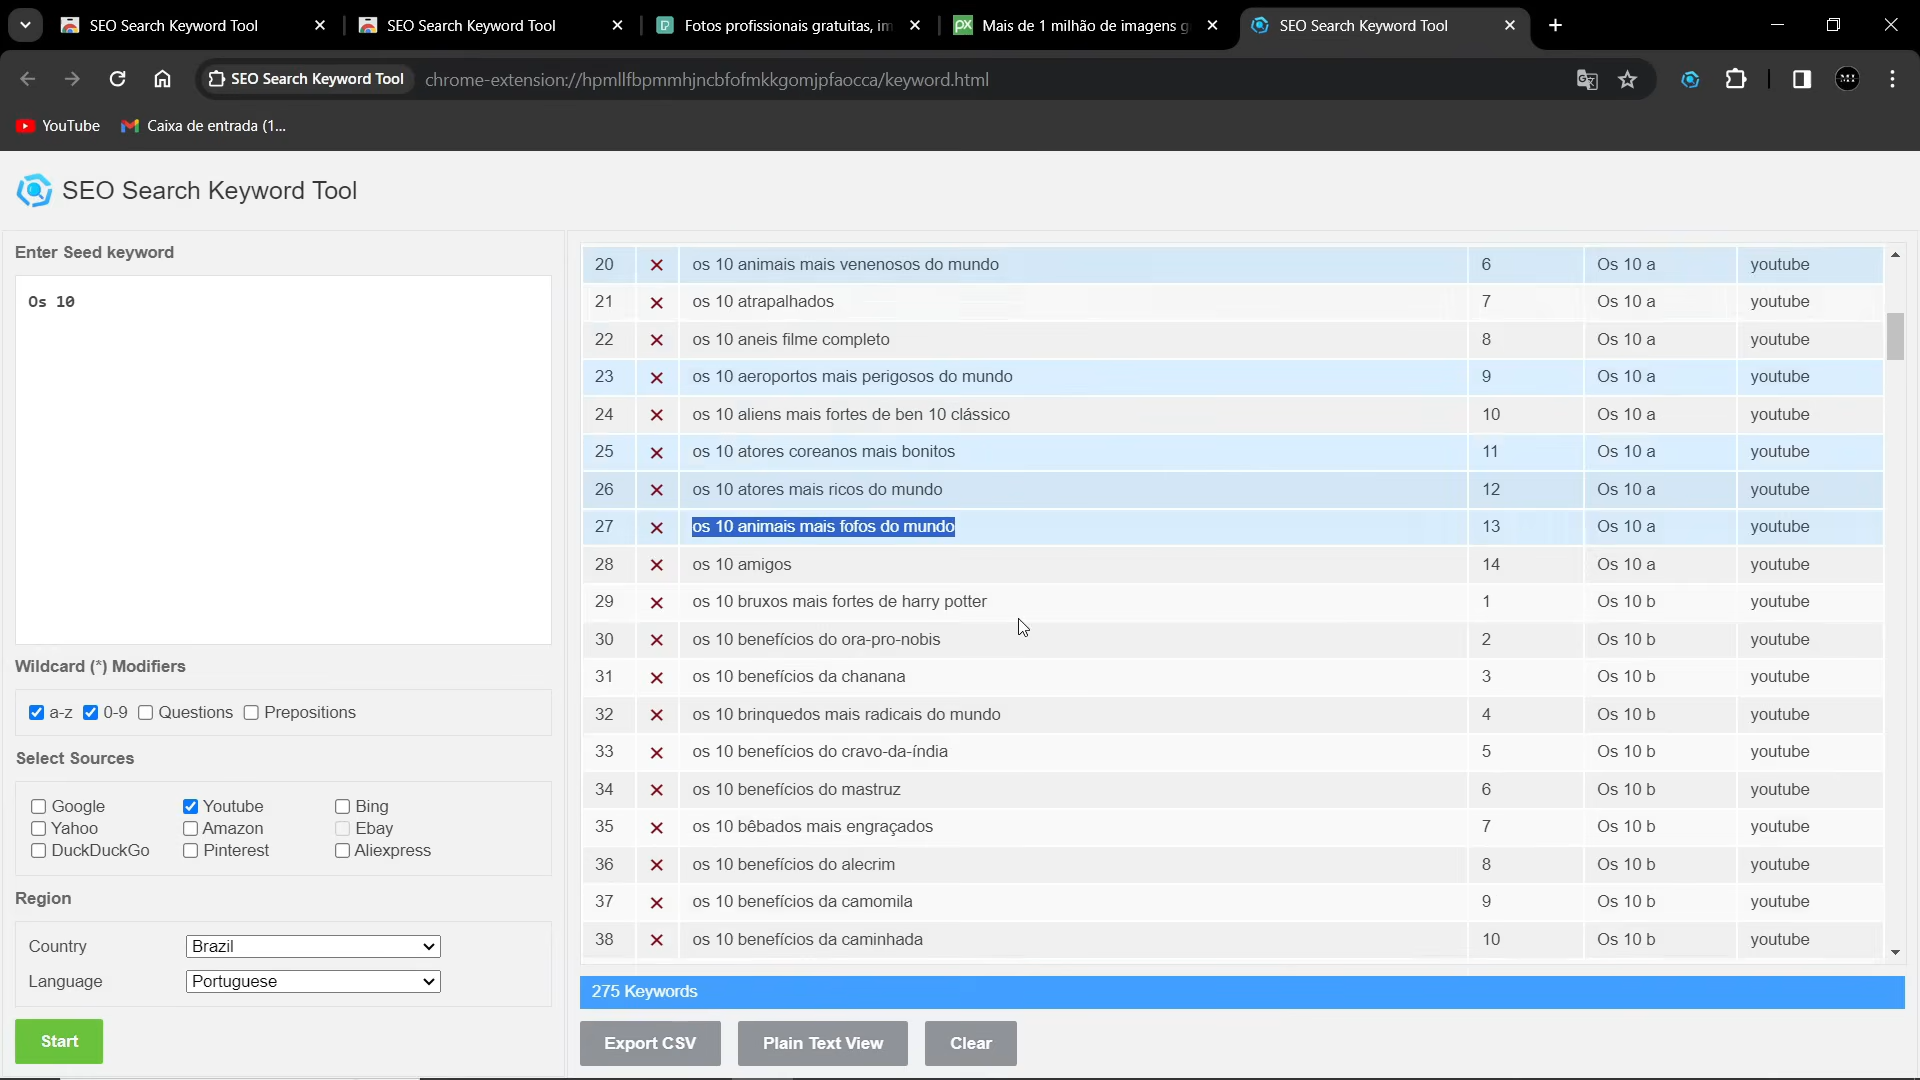 SEO Search Keyword Tool
SEO Search Keyword Tool
Fotos profissionais gratuitas, im
Mais de 1 milhão de imagens g
SEO Search Keyword Tool
SEO Search Keyword Tool
chrome-extension://hpmllfbpmmhjncbfofmkkgomjpfaocca/keyword.html
YouTube
Caixa de entrada (1...
SEO Search Keyword Tool
Enter Seed keyword
Os 10
Wildcard (*) Modifiers
a-z 0-9 Questions Prepositions
Select Sources
Google Youtube Bing
Yahoo Amazon Ebay
DuckDuckGo Pinterest Aliexpress
Region
Country Brazil
Language Portuguese
Start
20 os 10 animais mais venenosos do mundo 6 Os 10 a youtube
21 os 10 atrapalhados 7 Os 10 a youtube
22 os 10 aneis filme completo 8 Os 10 a youtube
23 os 10 aeroportos mais perigosos do mundo 9 Os 10 a youtube
24 os 10 aliens mais fortes de ben 10 clássico 10 Os 10 a youtube
25 os 10 atores coreanos mais bonitos 11 Os 10 a youtube
26 os 10 atores mais ricos do mundo 12 Os 10 a youtube
27 os 10 animais mais fofos do mundo 13 Os 10 a youtube
28 os 10 amigos 14 Os 10 a youtube
29 os 10 bruxos mais fortes de harry potter 1 Os 10 b youtube
30 os 10 benefícios do ora-pro-nobis 2 Os 10 b youtube
31 os 10 benefícios da chanana 3 Os 10 b youtube
32 os 10 brinquedos mais radicais do mundo 4 Os 10 b youtube
33 os 10 benefícios do cravo-da-índia 5 Os 10 b youtube
34 os 10 benefícios do mastruz 6 Os 10 b youtube
35 os 10 bêbados mais engraçados 7 Os 10 b youtube
36 os 10 benefícios do alecrim 8 Os 10 b youtube
37 os 10 benefícios da camomila 9 Os 10 b youtube
38 os 10 benefícios da caminhada 10 Os 10 b youtube
275 Keywords
Export CSV
Plain Text View
Clear